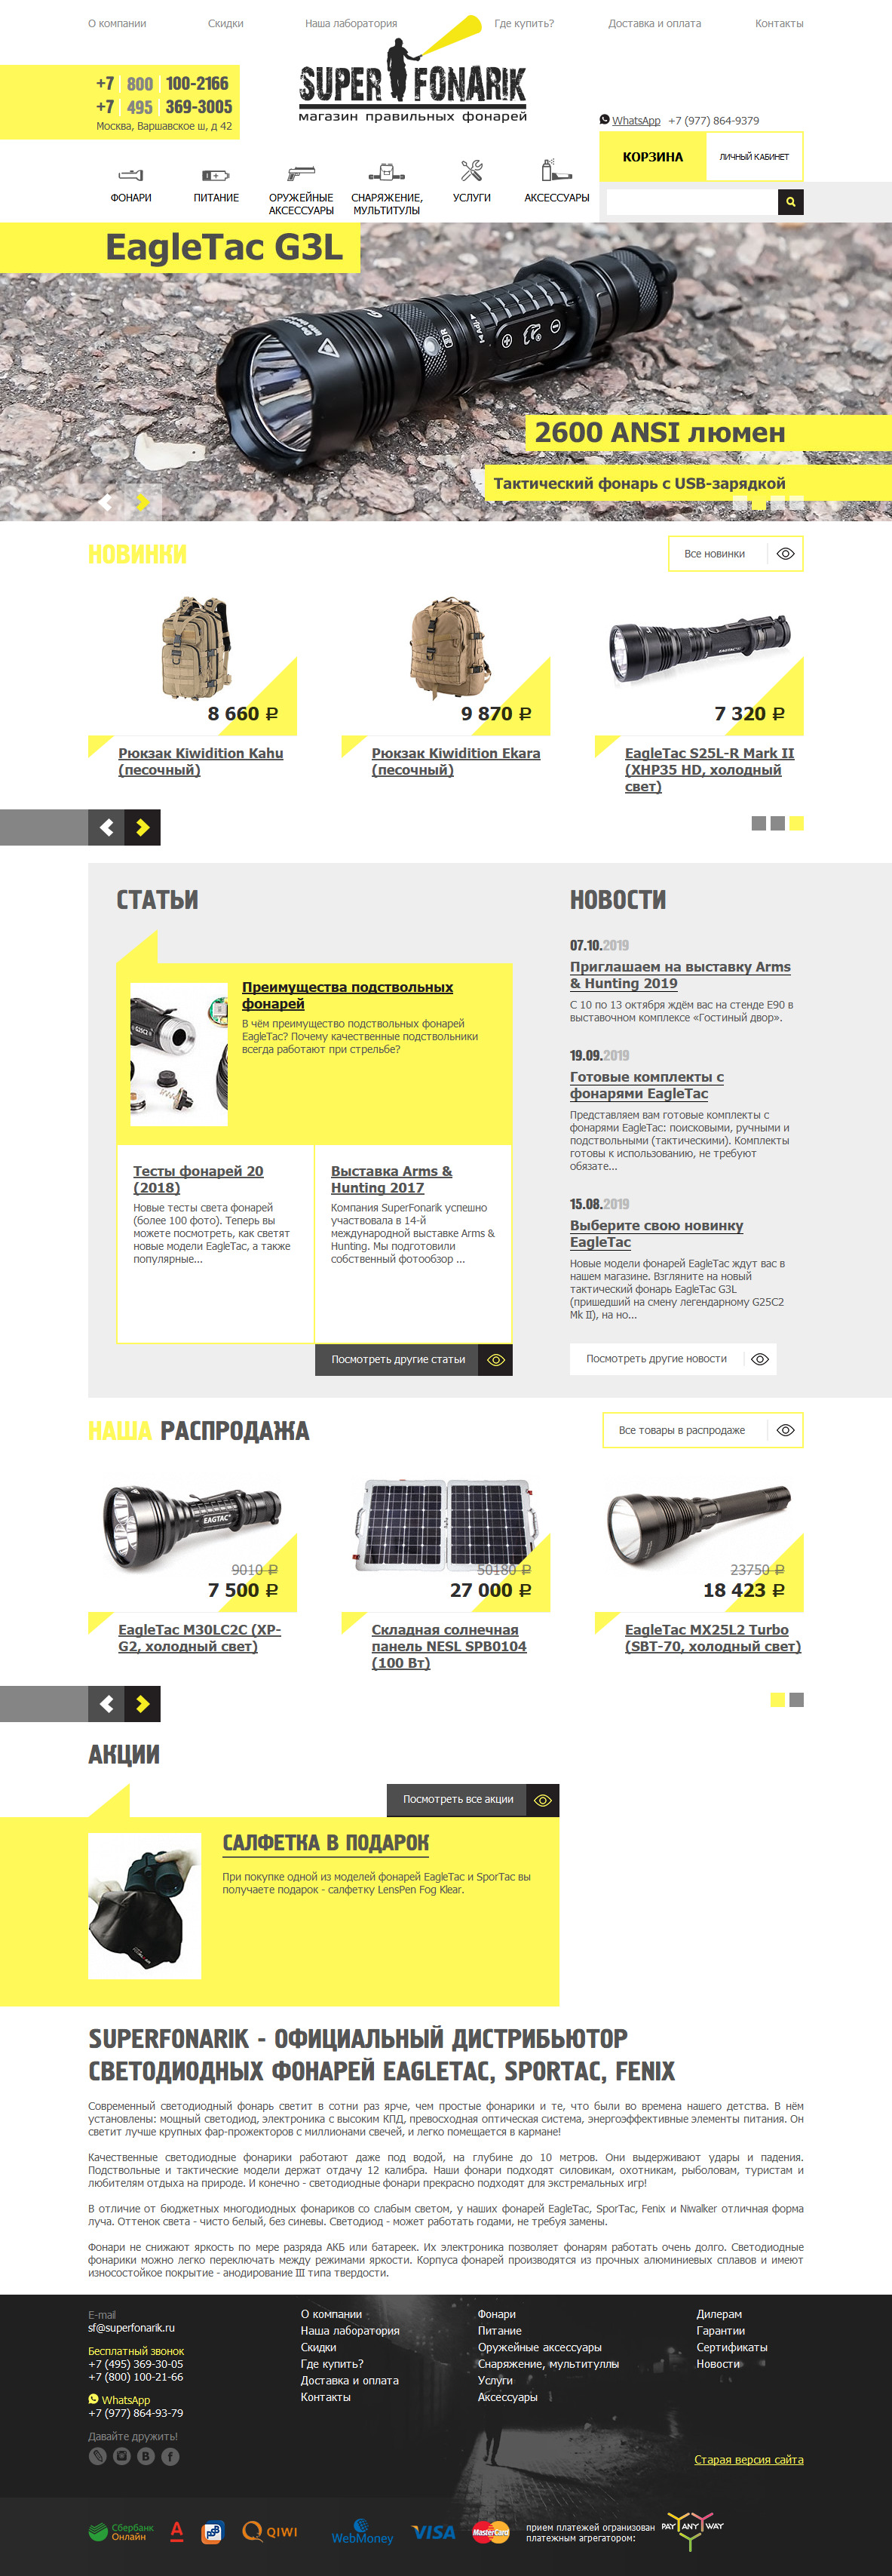 О компании
Скидки
Наша лаборатория
Где купить?
Доставка и оплата
Контакты
+7 800 100-2166
+7 495 369-3005
Москва, Варшавское ш, д 42
SUPER FONARIK
магазин правильных фонарей
WhatsApp +7 (977) 864-9379
КОРЗИНА
ЛИЧНЫЙ КАБИНЕТ
ФОНАРИ
ПИТАНИЕ
ОРУЖЕЙНЫЕ
АКСЕССУАРЫ
СНАРЯЖЕНИЕ,
МУЛЬТИТУЛЫ
УСЛУГИ
АКСЕССУАРЫ
EagleTac G3L
2600 ANSI люмен
Тактический фонарь с USB-зарядкой
НОВИНКИ
Все новинки
8 660 ₽
9 870 ₽
7 320 ₽
Рюкзак Kiwidition Kahu
(песочный)
Рюкзак Kiwidition Ekara
(песочный)
EagleTac S25L-R Mark II
(XHP35 HD, холодный
свет)
СТАТЬИ
Преимущества подствольных
фонарей
В чём преимущество подствольных фонарей
EagleTac? Почему качественные подствольники
всегда работают при стрельбе?
Тесты фонарей 20
(2018)
Новые тесты света фонарей
(более 100 фото). Теперь вы
можете посмотреть, как светят
новые модели EagleTac, а также
популярные...
Выставка Arms &
Hunting 2017
Компания SuperFonarik успешно
участвовала в 14-й
международной выставке Arms &
Hunting. Мы подготовили
собственный фотообзор ...
Посмотреть другие статьи
НОВОСТИ
07.10.2019
Приглашаем на выставку Arms
& Hunting 2019
С 10 по 13 октября ждём вас на стенде E90 в
выставочном комплексе «Гостиный двор».
19.09.2019
Готовые комплекты с
фонарями EagleTac
Представляем вам готовые комплекты с
фонарями EagleTac: поисковыми, ручными и
подствольными (тактическими). Комплекты
готовы к использованию, не требуют
обязате...
15.08.2019
Выберите свою новинку
EagleTac
Новые модели фонарей EagleTac ждут вас в
нашем магазине. Взгляните на новый
тактический фонарь EagleTac G3L
(пришедший на смену легендарному G25C2
Mk II), на но...
Посмотреть другие новости
НАША РАСПРОДАЖА
Все товары в распродаже
EAGTAC
9010 ₽
7 500 ₽
50180 ₽
27 000 ₽
23750 ₽
18 423 ₽
EagleTac M30LC2C (XP-
G2, холодный свет)
Складная солнечная
панель NESL SPB0104
(100 Вт)
EagleTac MX25L2 Turbo
(SBT-70, холодный свет)
АКЦИИ
Посмотреть все акции
САЛФЕТКА В ПОДАРОК
При покупке одной из моделей фонарей EagleTac и SporTac вы
получаете подарок - салфетку LensPen Fog Klear.
SUPERFONARIK - ОФИЦИАЛЬНЫЙ ДИСТРИБЬЮТОР
СВЕТОДИОДНЫХ ФОНАРЕЙ EAGLETAC, SPORTAC, FENIX
Современный светодиодный фонарь светит в сотни раз ярче, чем простые фонарики и те, что были во времена нашего детства. В нём
установлены: мощный светодиод, электроника с высоким КПД, превосходная оптическая система, энергоэффективные элементы питания. Он
светит лучше крупных фар-прожекторов с миллионами свечей, и легко помещается в кармане!
Качественные светодиодные фонарики работают даже под водой, на глубине до 10 метров. Они выдерживают удары и падения.
Подствольные и тактические модели держат отдачу 12 калибра. Наши фонари подходят силовикам, охотникам, рыболовам, туристам и
любителям отдыха на природе. И конечно - светодиодные фонари прекрасно подходят для экстремальных игр!
В отличие от бюджетных многодиодных фонариков со слабым светом, у наших фонарей EagleTac, SporTac, Fenix и Niwalker отличная форма
луча. Оттенок света - чисто белый, без синевы. Светодиод - может работать годами, не требуя замены.
Фонари не снижают яркость по мере разряда АКБ или батареек. Их электроника позволяет фонарям работать очень долго. Светодиодные
фонарики можно легко переключать между режимами яркости. Корпуса фонарей производятся из прочных алюминиевых сплавов и имеют
износостойкое покрытие - анодирование III типа твердости.
E-mail
sf@superfonarik.ru
Бесплатный звонок
+7 (495) 369-30-05
+7 (800) 100-21-66
WhatsApp
+7 (977) 864-93-79
Давайте дружить!
О компании
Наша лаборатория
Скидки
Где купить?
Доставка и оплата
Контакты
Фонари
Питание
Оружейные аксессуары
Снаряжение, мультитуллы
Услуги
Аксессуары
Дилерам
Гарантии
Сертификаты
Новости
Старая версия сайта
Сбербанк
Онлайн
PSB
QIWI
WebMoney
VISA
MasterCard
прием платежей огранизован
платежным агрегатором:
PAY ANY WAY